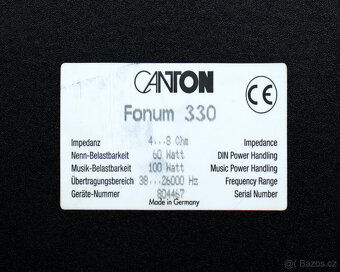 CANTON
CE
Fonum 330
Impedanz 4...8 Ohm Impedance
Nenn-Belastbarkeit 60 Watt DIN Power Handling
Musik-Belastbarkeit 100 Watt Music Power Handling
Übertragungsbereich 38...26000 Hz Frequency Range
Geräte-Nummer 804467 Serial Number
Made in Germany
Bazos.cz